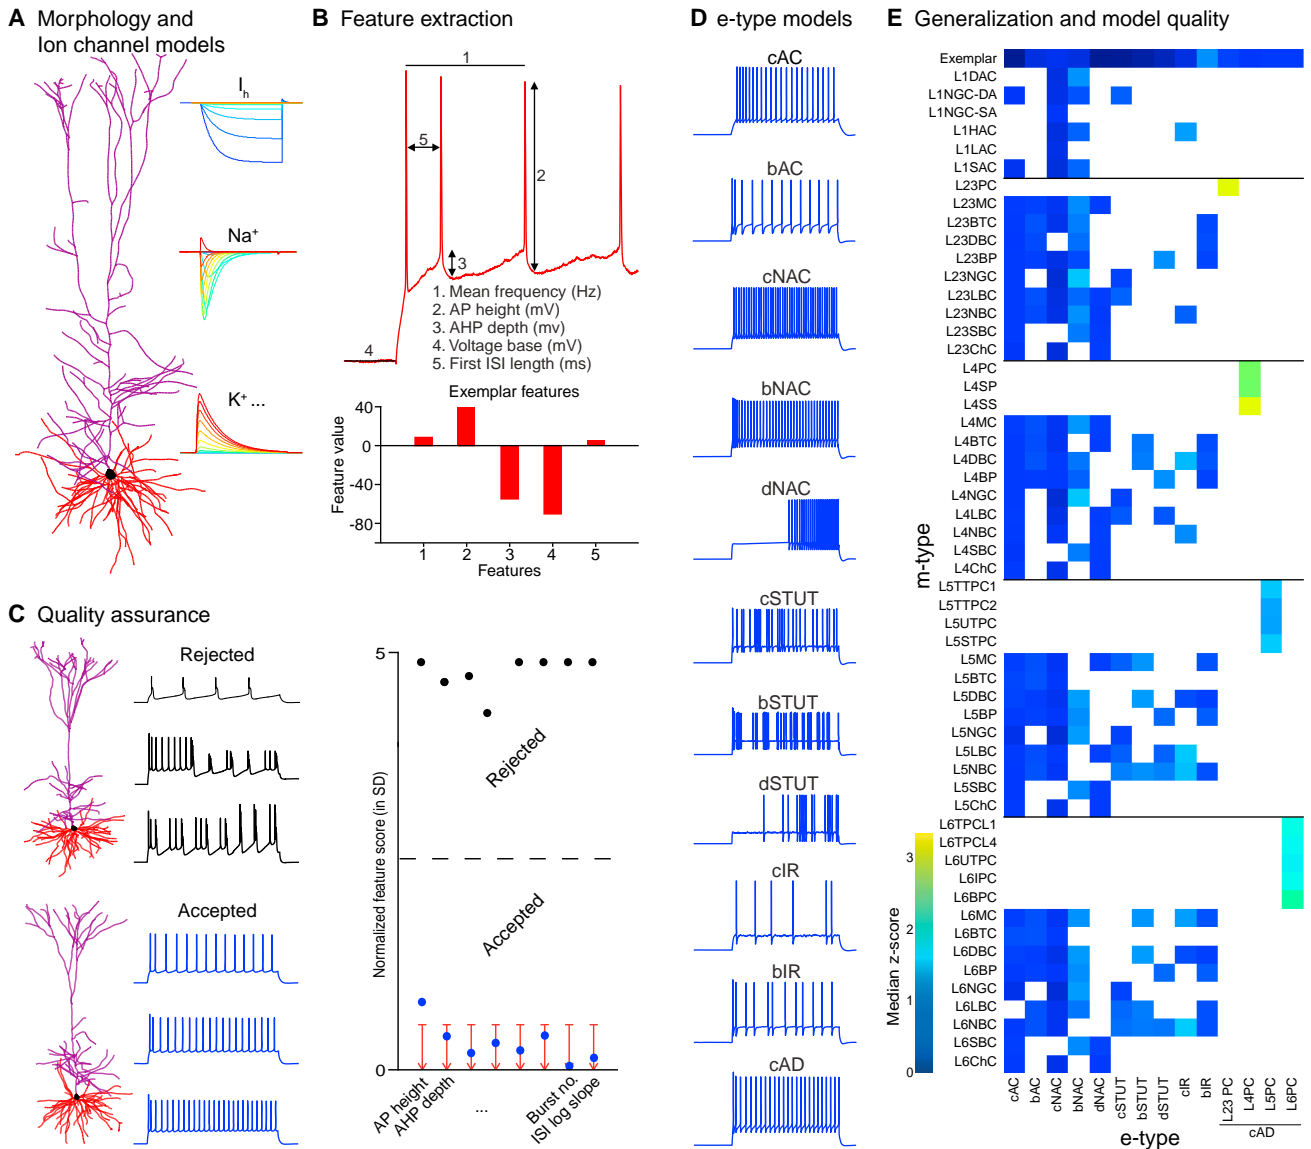 A Morphology and
Ion channel models
Ih
Na+
K+ ...
B Feature extraction
1
5
2
3
4
1. Mean frequency (Hz)
2. AP height (mV)
3. AHP depth (mv)
4. Voltage base (mV)
5. First ISI length (ms)
Exemplar features
Feature value
40
0
-40
-80
1 2 3 4 5
Features
C Quality assurance
Rejected
Accepted
Normalized feature score (in SD)
5
0
Rejected
Accepted
AP height
AHP depth
...
Burst no.
ISI log slope
D e-type models
cAC
bAC
cNAC
bNAC
dNAC
cSTUT
bSTUT
dSTUT
cIR
bIR
cAD
E Generalization and model quality
m-type
Exemplar
L1DAC
L1NGC-DA
L1NGC-SA
L1HAC
L1LAC
L1SAC
L23PC
L23MC
L23BTC
L23DBC
L23BP
L23NGC
L23LBC
L23NBC
L23SBC
L23ChC
L4PC
L4SP
L4SS
L4MC
L4BTC
L4DBC
L4BP
L4NGC
L4LBC
L4NBC
L4SBC
L4ChC
L5TTPC1
L5TTPC2
L5UTPC
L5STPC
L5MC
L5BTC
L5DBC
L5BP
L5NGC
L5LBC
L5NBC
L5SBC
L5ChC
L6TPCL1
L6TPCL4
L6UTPC
L6IPC
L6BPC
L6MC
L6BTC
L6DBC
L6BP
L6NGC
L6LBC
L6NBC
L6SBC
L6ChC
Median z-score
3
2
1
0
cAC bAC cNAC bNAC dNAC cSTUT bSTUT dSTUT cIR bIR L23 PC L4PC L5PC L6PC
cAD
e-type